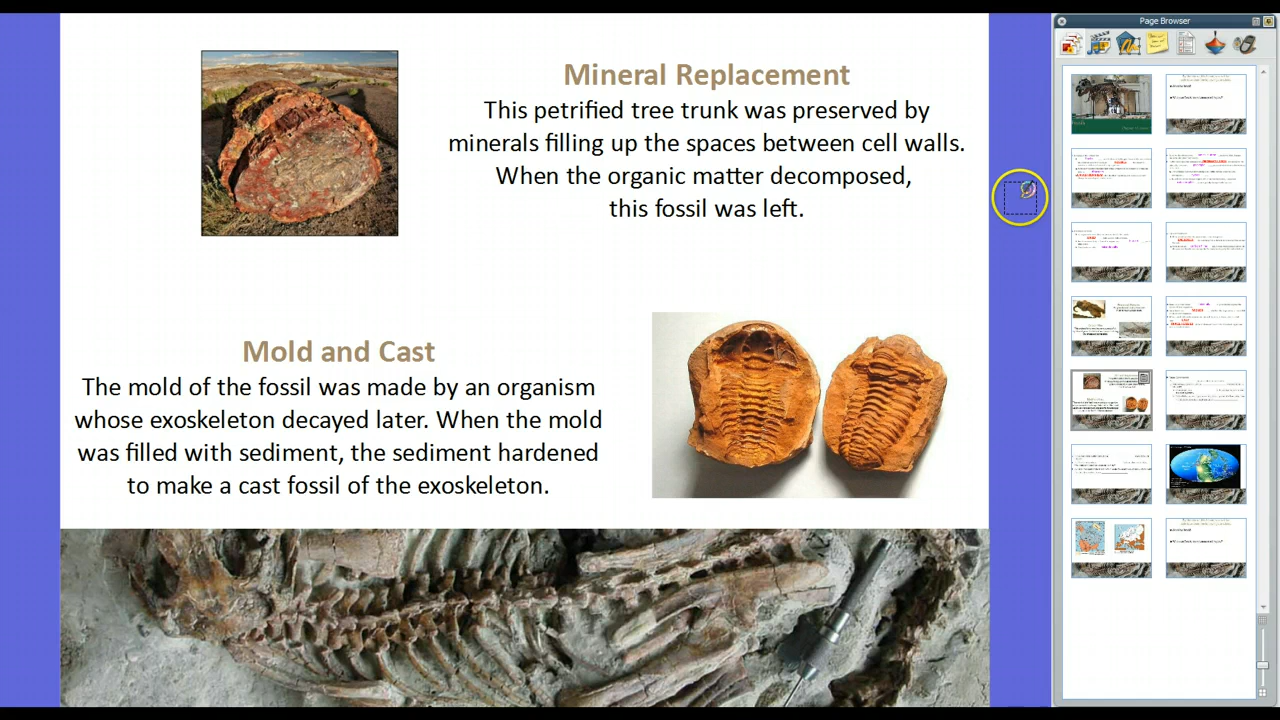 Mineral Replacement
This petrified tree trunk was preserved by
minerals filling up the spaces between cell walls.
When the organic matter decomposed,
this fossil was left.
Mold and Cast
The mold of the fossil was made by an organism
whose exoskeleton decayed later. When the mold
was filled with sediment, the sediment hardened
to make a cast fossil of the exoskeleton.
Page Browser